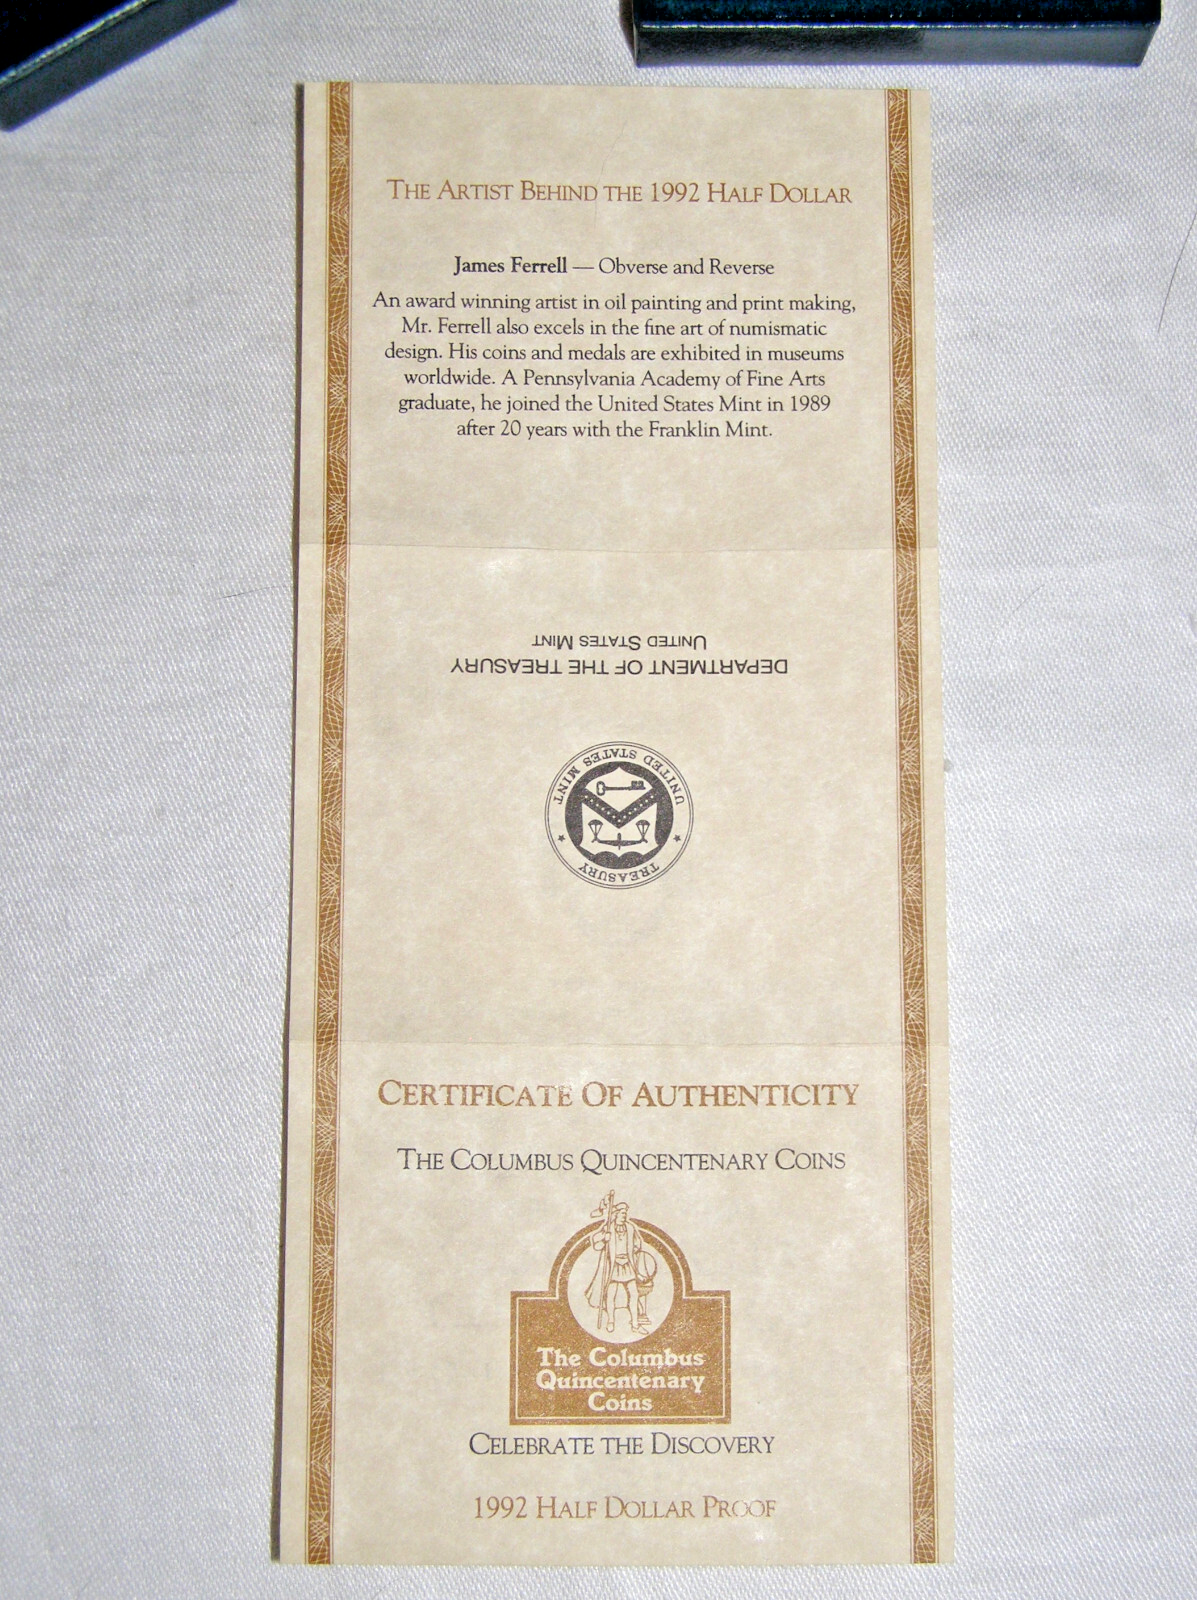 THE ARTIST BEHIND THE 1992 HALF DOLLAR
James Ferrell — Obverse and Reverse
An award winning artist in oil painting and print making,
Mr. Ferrell also excels in the fine art of numismatic
design. His coins and medals are exhibited in museums
worldwide. A Pennsylvania Academy of Fine Arts
graduate, he joined the United States Mint in 1989
after 20 years with the Franklin Mint.
DEPARTMENT OF THE TREASURY
UNITED STATES MINT
TREASURY
UNITED STATES MINT
CERTIFICATE OF AUTHENTICITY
THE COLUMBUS QUINCENTENARY COINS
The Columbus
Quincentenary
Coins
CELEBRATE THE DISCOVERY
1992 HALF DOLLAR PROOF